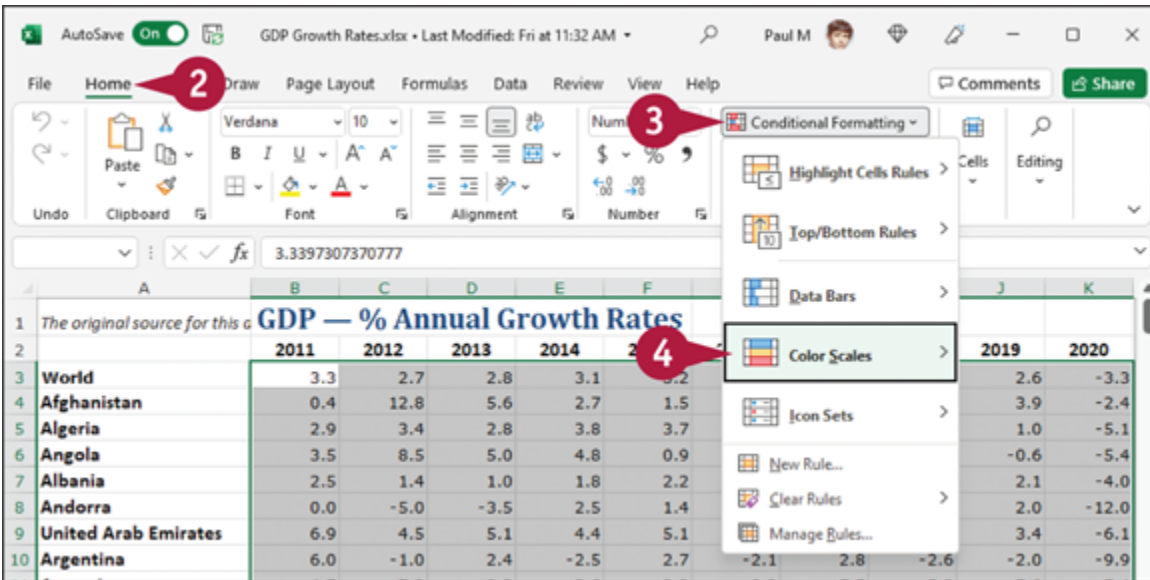 AutoSave On GDP Growth Rates.xlsx • Last Modified: Fri at 11:32 AM Paul M
File Home 2 Draw Page Layout Formulas Data Review View Help Comments Share
Verdana 10 3 Conditional Formatting
Paste B I U A A $ % 9 Cells Editing
Undo Clipboard Font Alignment Number
fx 3.3397307370777
Highlight Cells Rules
Top/Bottom Rules
Data Bars
4 Color Scales
Icon Sets
New Rule...
Clear Rules
Manage Rules...
A B C D E F J K
1 The original source for this GDP — % Annual Growth Rates
2 2011 2012 2013 2014 2019 2020
3 World 3.3 2.7 2.8 3.1 2.6 -3.3
4 Afghanistan 0.4 12.8 5.6 2.7 1.5 3.9 -2.4
5 Algeria 2.9 3.4 2.8 3.8 3.7 1.0 -5.1
6 Angola 3.5 8.5 5.0 4.8 0.9 -0.6 -5.4
7 Albania 2.5 1.4 1.0 1.8 2.2 2.1 -4.0
8 Andorra 0.0 -5.0 -3.5 2.5 1.4 2.0 -12.0
9 United Arab Emirates 6.9 4.5 5.1 4.4 5.1 3.4 -6.1
10 Argentina 6.0 -1.0 2.4 -2.5 2.7 -2.1 2.8 -2.6 -2.0 -9.9